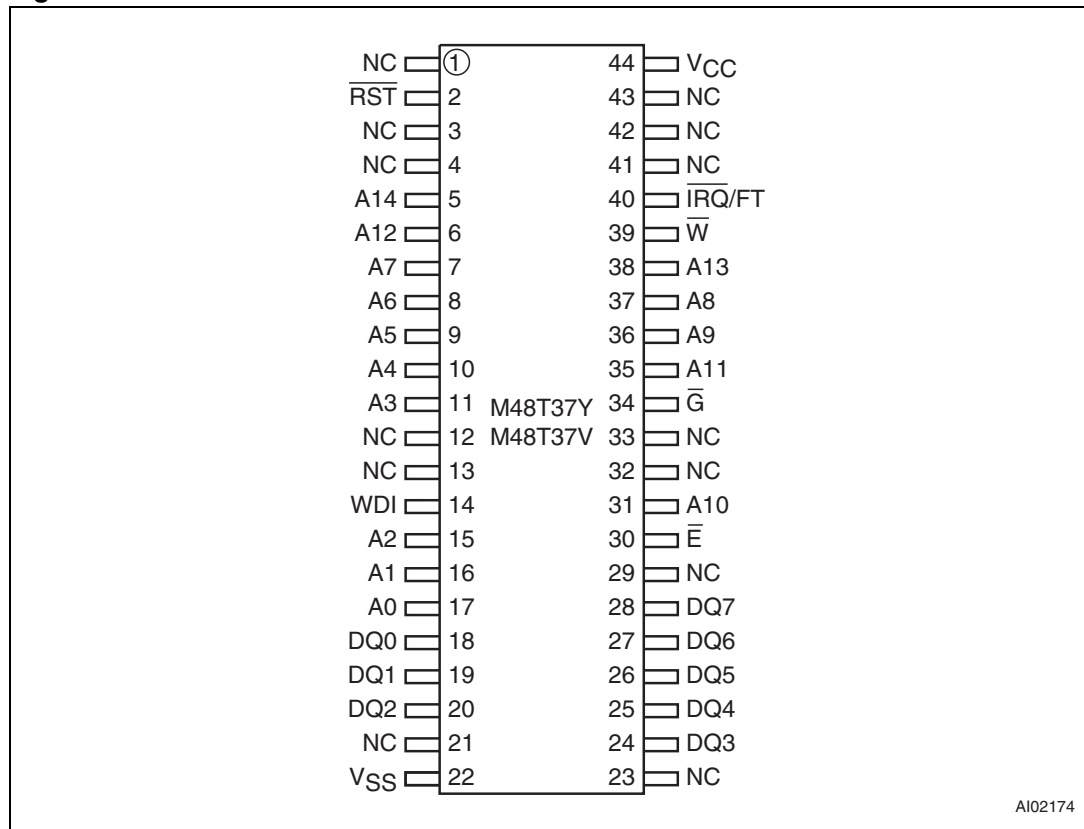 NC 1 44 VCC
RST 2 43 NC
NC 3 42 NC
NC 4 41 NC
A14 5 40 IRQ/FT
A12 6 39 W
A7 7 38 A13
A6 8 37 A8
A5 9 36 A9
A4 10 35 A11
A3 11 M48T37Y 34 G
NC 12 M48T37V 33 NC
NC 13 32 NC
WDI 14 31 A10
A2 15 30 E
A1 16 29 NC
A0 17 28 DQ7
DQ0 18 27 DQ6
DQ1 19 26 DQ5
DQ2 20 25 DQ4
NC 21 24 DQ3
VSS 22 23 NC
AI02174